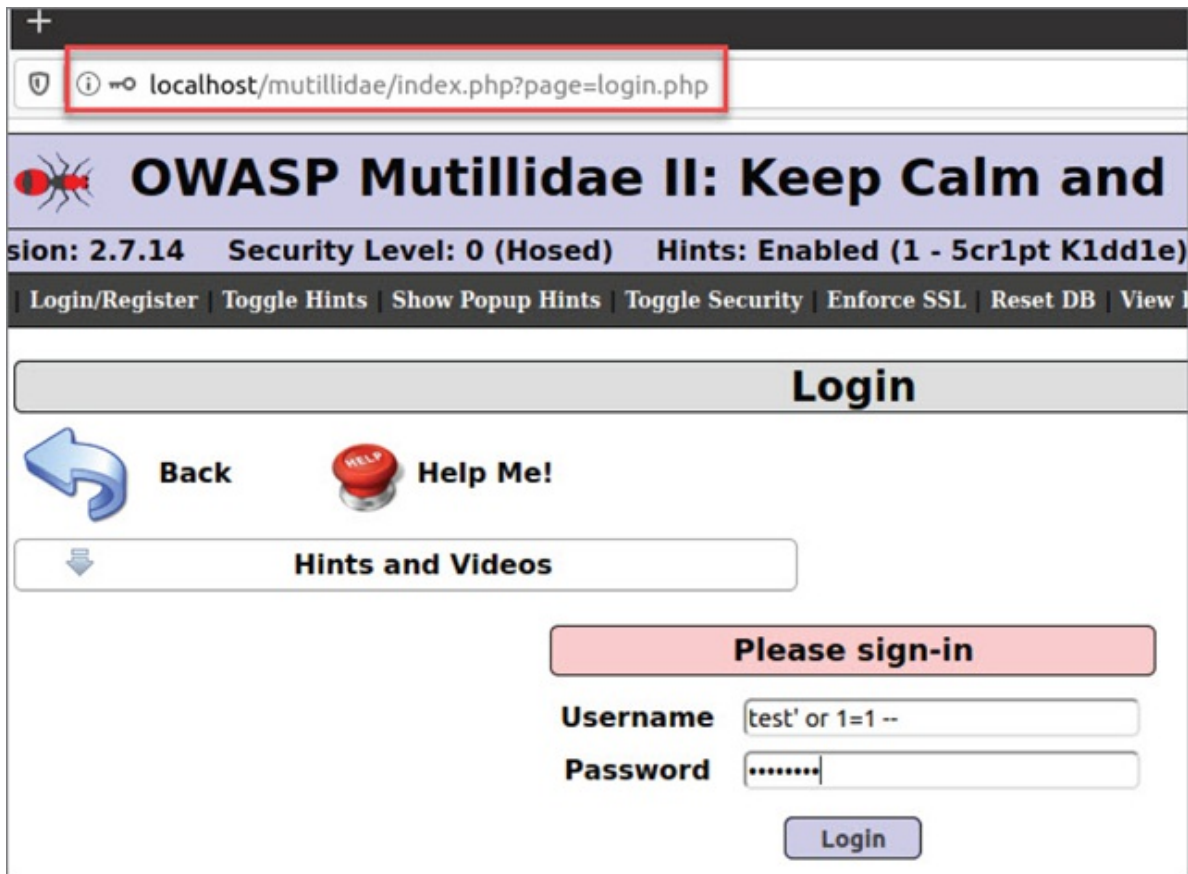 +
localhost/mutillidae/index.php?page=login.php
OWASP Mutillidae II: Keep Calm and
sion: 2.7.14 Security Level: 0 (Hosed) Hints: Enabled (1 - 5cr1pt K1dd1e)
| Login/Register | Toggle Hints | Show Popup Hints | Toggle Security | Enforce SSL | Reset DB | View
Login
Back
HELP
Help Me!
Hints and Videos
Please sign-in
Username test' or 1=1 --
Password ••••••••
Login